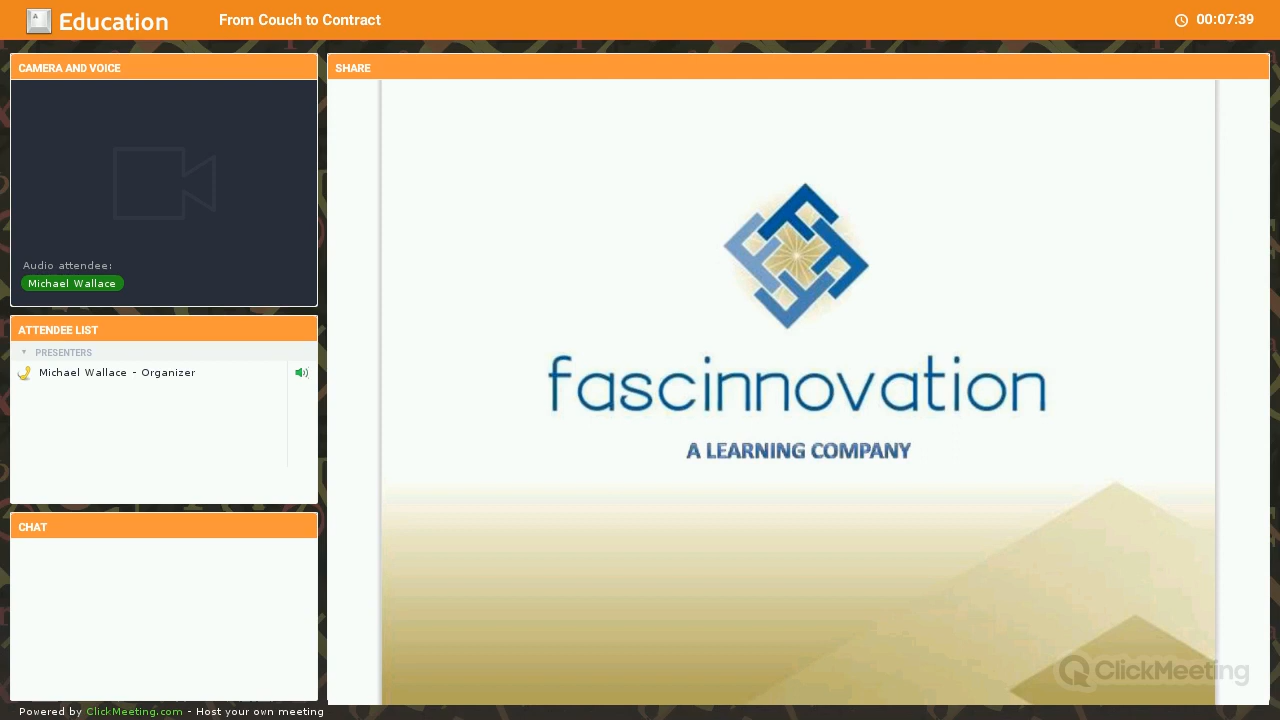 A Education
From Couch to Contract
00:07:39
CAMERA AND VOICE
Audio attendee:
Michael Wallace
ATTENDEE LIST
PRESENTERS
Michael Wallace - Organizer
CHAT
Powered by ClickMeeting.com - Host your own meeting
SHARE
fascinnovation
A LEARNING COMPANY
ClickMeeting